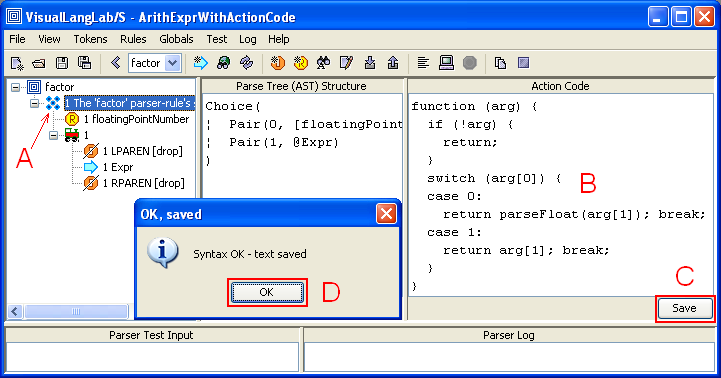 VisualLangLab/S - ArithExprWithActionCode
File View Tokens Rules Globals Test Log Help
factor
factor
1 The 'factor' parser-rule's
1 floatingPointNumber
1
1 LPAREN [drop]
1 Expr
1 RPAREN [drop]
A
Parse Tree (AST) Structure
Choice(
¦ Pair(0, [floatingPoin
¦ Pair(1, @Expr)
)
Action Code
function (arg) {
if (!arg) {
return;
}
switch (arg[0]) {
case 0:
return parseFloat(arg[1]); break;
case 1:
return arg[1]; break;
}
}
B
C
Save
OK, saved
Syntax OK - text saved
OK
D
Parser Test Input
Parser Log